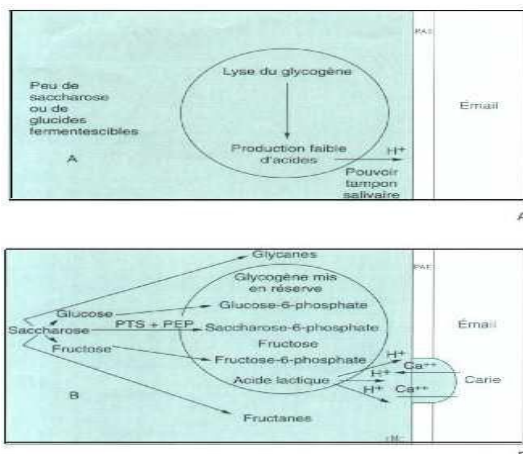 PAE
Lyse du glycogène
Peu de
saccharose
ou de
glucides
fermentescibles
Émail
A
Production faible
d'acides
H+
Pouvoir
tampon
salivaire
A
Glycanes
PAE
Glycogène mis
en réserve
Glucose
Glucose-6-phosphate
Émail
Saccharose
PTS + PEP
Saccharose-6-phosphate
Fructose
Fructose
Fructose-6-phosphate
H+
Ca++
Acide lactique
H+
Carie
B
H+
Ca++
Fructanes